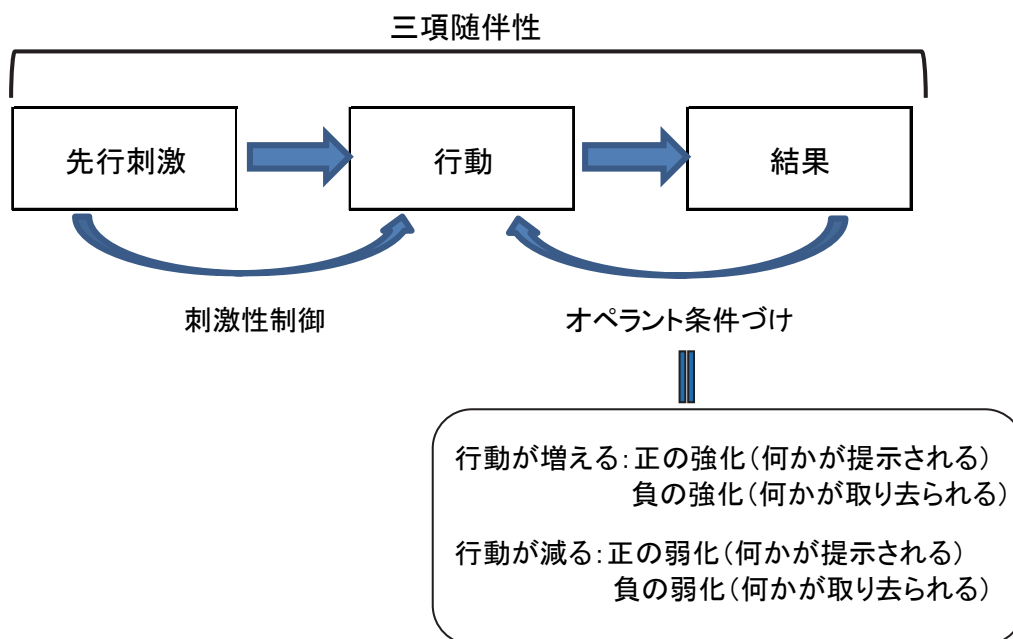 三項随伴性
先行刺激
行動
結果
刺激性制御
オペラント条件づけ
行動が増える:正の強化(何かが提示される)
負の強化(何かが取り去られる)
行動が減る:正の弱化(何かが提示される)
負の弱化(何かが取り去られる)